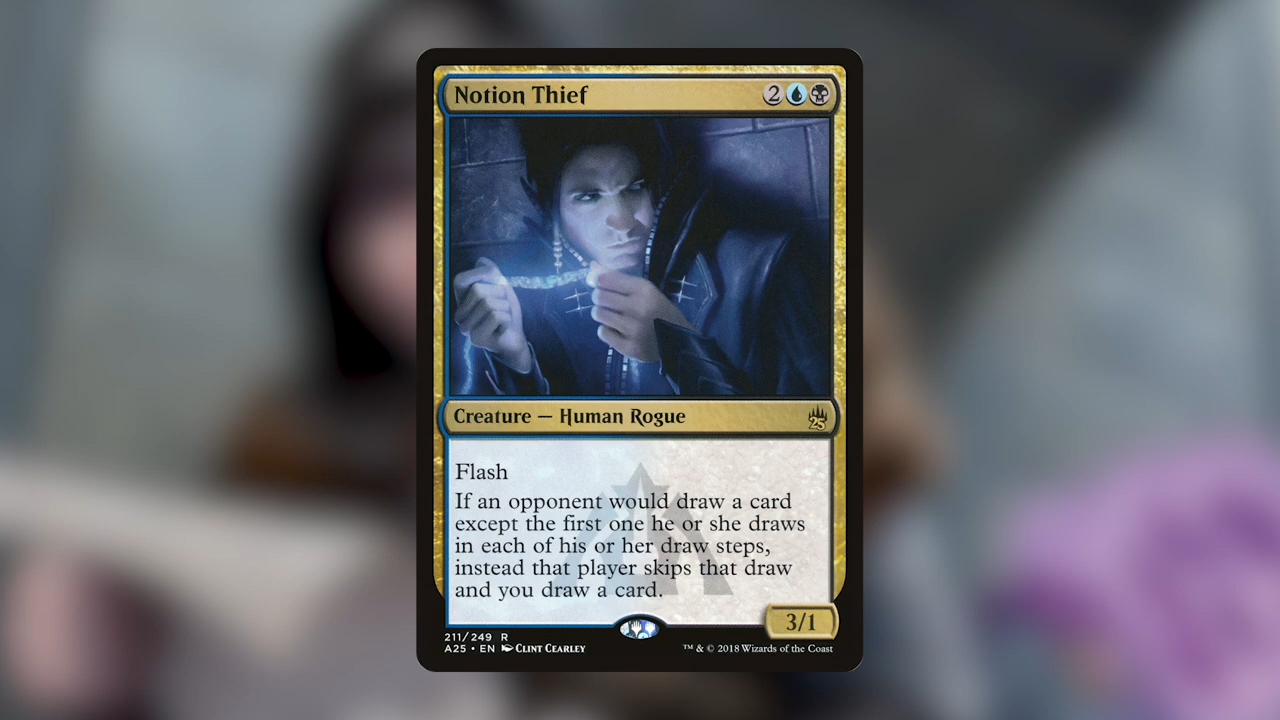 Notion Thief 2
Creature — Human Rogue
25
Flash
If an opponent would draw a card
except the first one he or she draws
in each of his or her draw steps,
instead that player skips that draw
and you draw a card.
3/1
211/249 R
A25 • EN CLINT CEARLEY
™ & © 2018 Wizards of the Coast